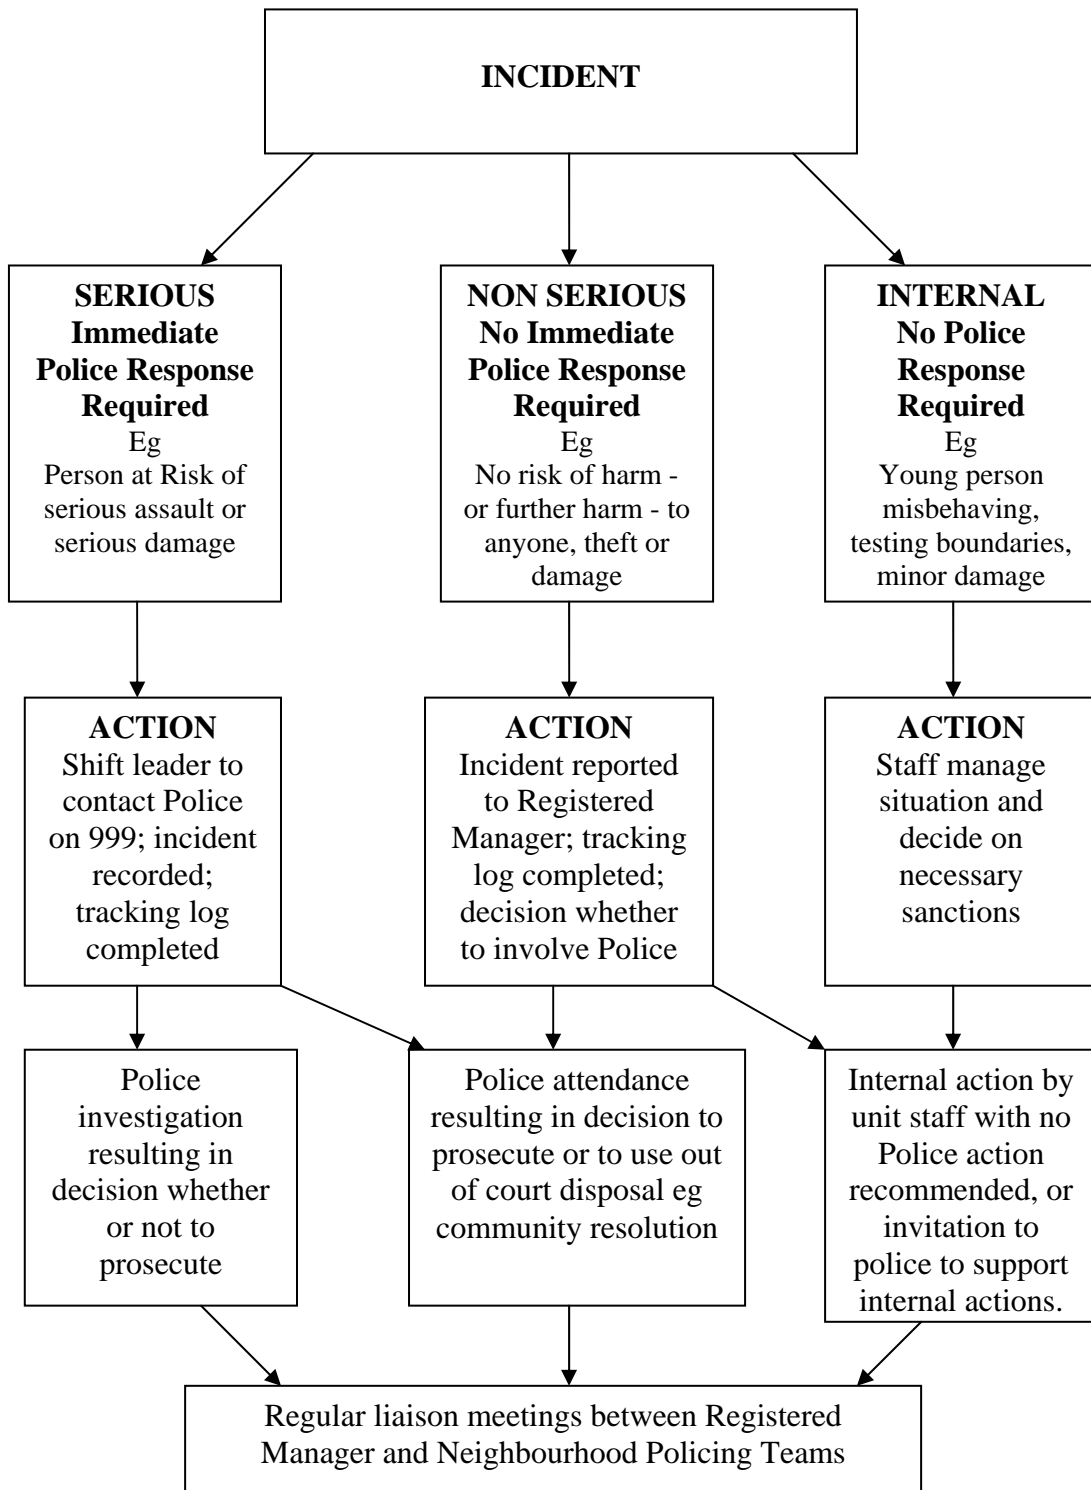 INCIDENT
SERIOUS
Immediate
Police Response
Required
Eg
Person at Risk of
serious assault or
serious damage
NON SERIOUS
No Immediate
Police Response
Required
Eg
No risk of harm -
or further harm - to
anyone, theft or
damage
INTERNAL
No Police
Response
Required
Eg
Young person
misbehaving,
testing boundaries,
minor damage
ACTION
Shift leader to
contact Police
on 999; incident
recorded;
tracking log
completed
ACTION
Incident reported
to Registered
Manager; tracking
log completed;
decision whether
to involve Police
ACTION
Staff manage
situation and
decide on
necessary
sanctions
Police
investigation
resulting in
decision whether
or not to
prosecute
Police attendance
resulting in decision to
prosecute or to use out
of court disposal eg
community resolution
Internal action by
unit staff with no
Police action
recommended, or
invitation to
police to support
internal actions.
Regular liaison meetings between Registered
Manager and Neighbourhood Policing Teams